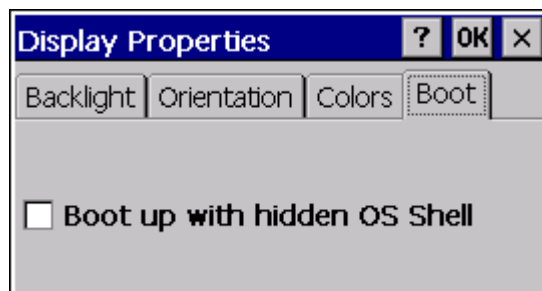 Display Properties ? OK ×
Backlight Orientation Colors Boot
Boot up with hidden OS Shell